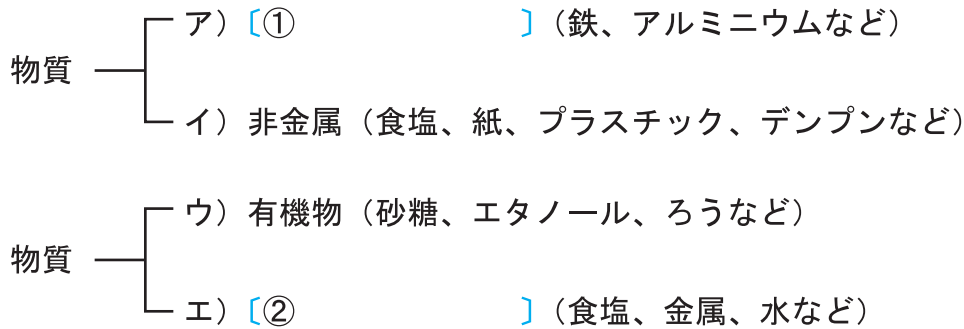 ア）〔①　　　　　　　〕（鉄、アルミニウムなど）
物質
イ）非金属（食塩、紙、プラスチック、デンプンなど）
ウ）有機物（砂糖、エタノール、ろうなど）
物質
エ）〔②　　　　　　　〕（食塩、金属、水など）